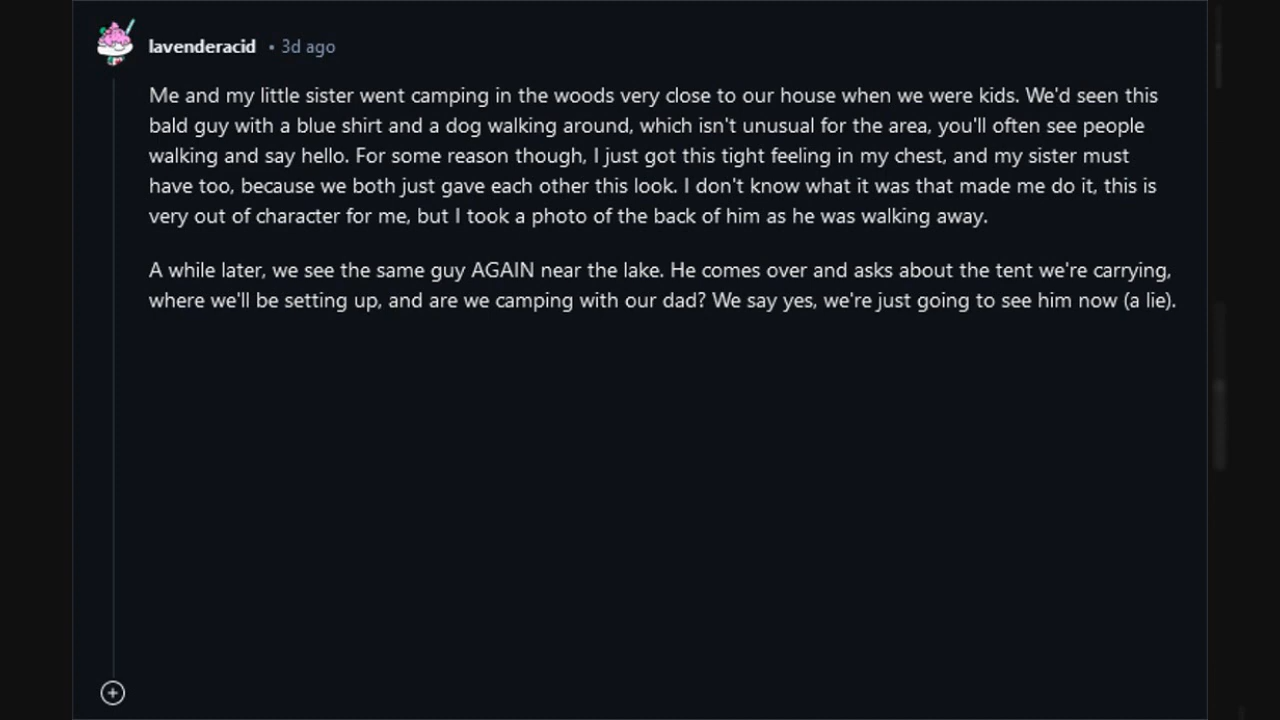 lavenderacid • 3d ago
Me and my little sister went camping in the woods very close to our house when we were kids. We'd seen this
bald guy with a blue shirt and a dog walking around, which isn't unusual for the area, you'll often see people
walking and say hello. For some reason though, I just got this tight feeling in my chest, and my sister must
have too, because we both just gave each other this look. I don't know what it was that made me do it, this is
very out of character for me, but I took a photo of the back of him as he was walking away.
A while later, we see the same guy AGAIN near the lake. He comes over and asks about the tent we're carrying,
where we'll be setting up, and are we camping with our dad? We say yes, we're just going to see him now (a lie).